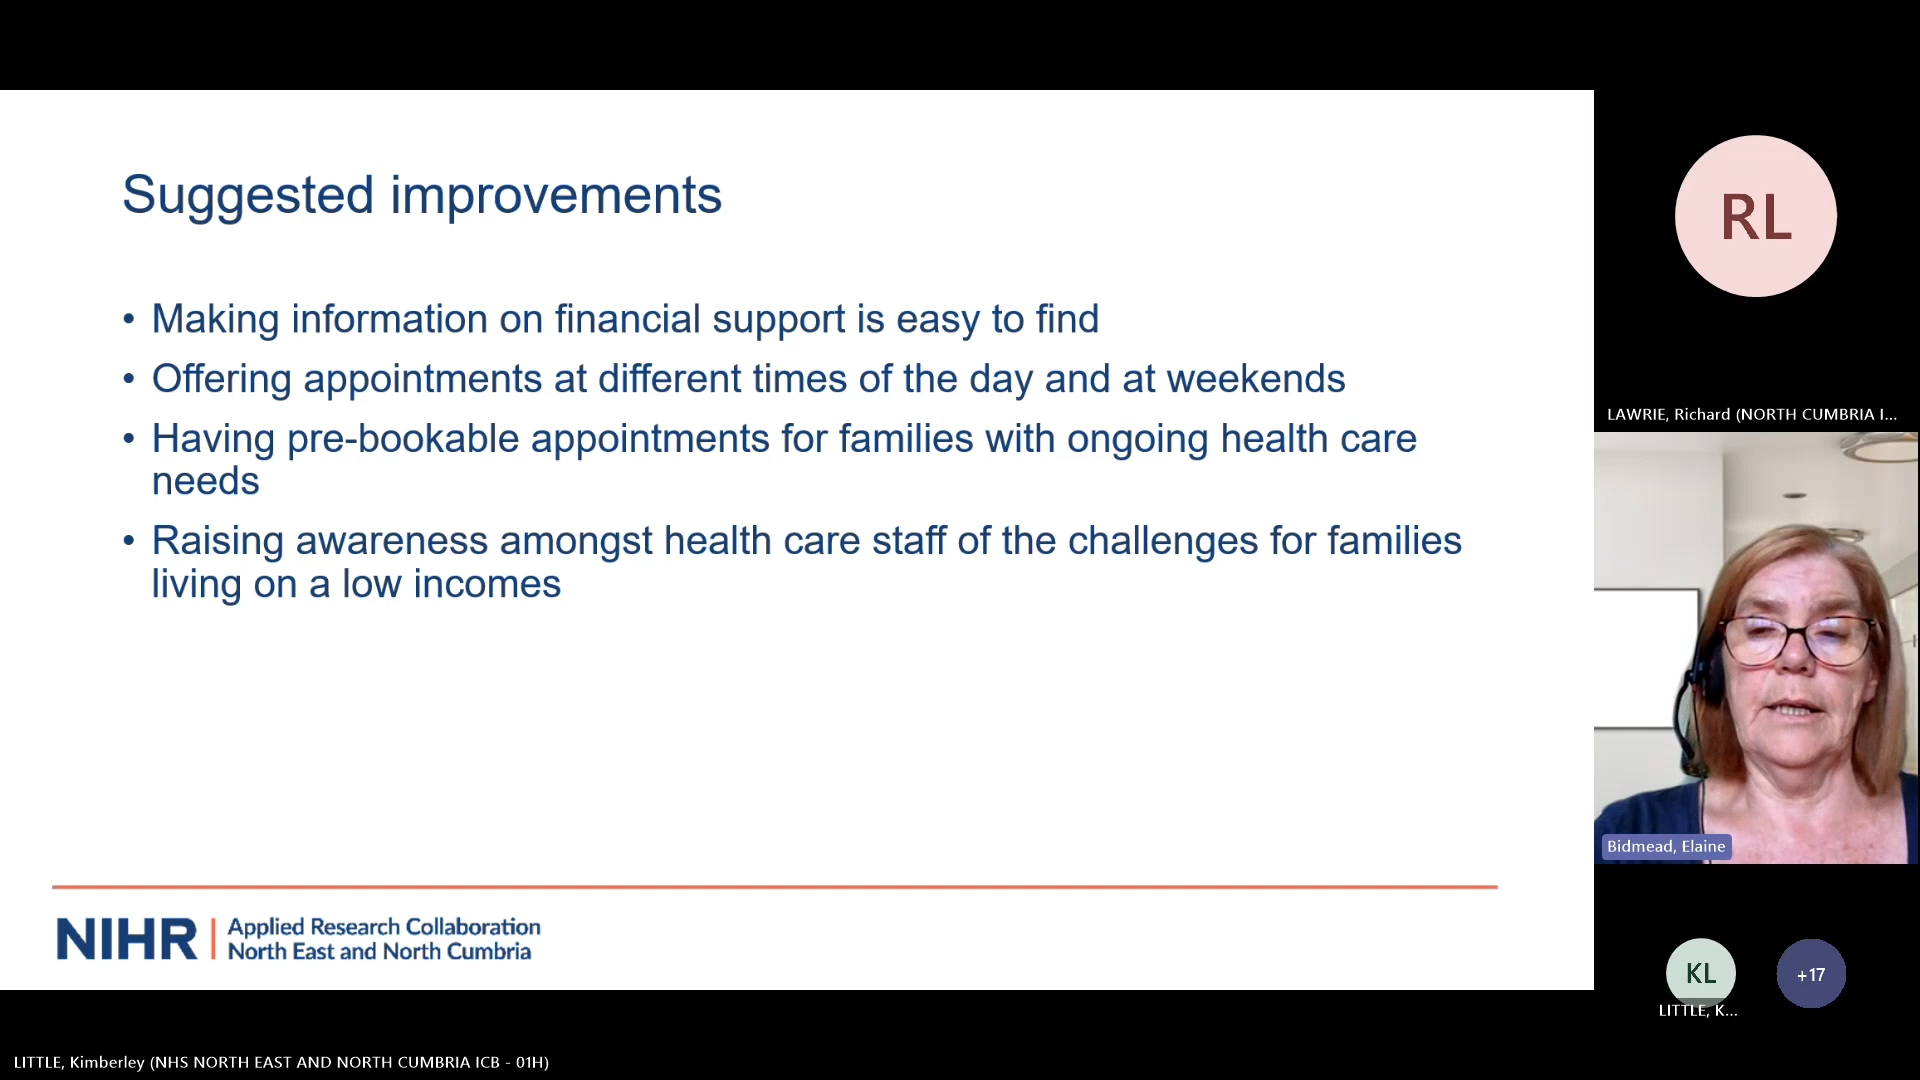 Suggested improvements
• Making information on financial support is easy to find
• Offering appointments at different times of the day and at weekends
• Having pre-bookable appointments for families with ongoing health care
needs
• Raising awareness amongst health care staff of the challenges for families
living on a low incomes
NIHR | Applied Research Collaboration
North East and North Cumbria
RL
LAWRIE, Richard (NORTH CUMBRIA I...
Bidmead, Elaine
KL
+17
LITTLE, K...
LITTLE, Kimberley (NHS NORTH EAST AND NORTH CUMBRIA ICB - 01H)